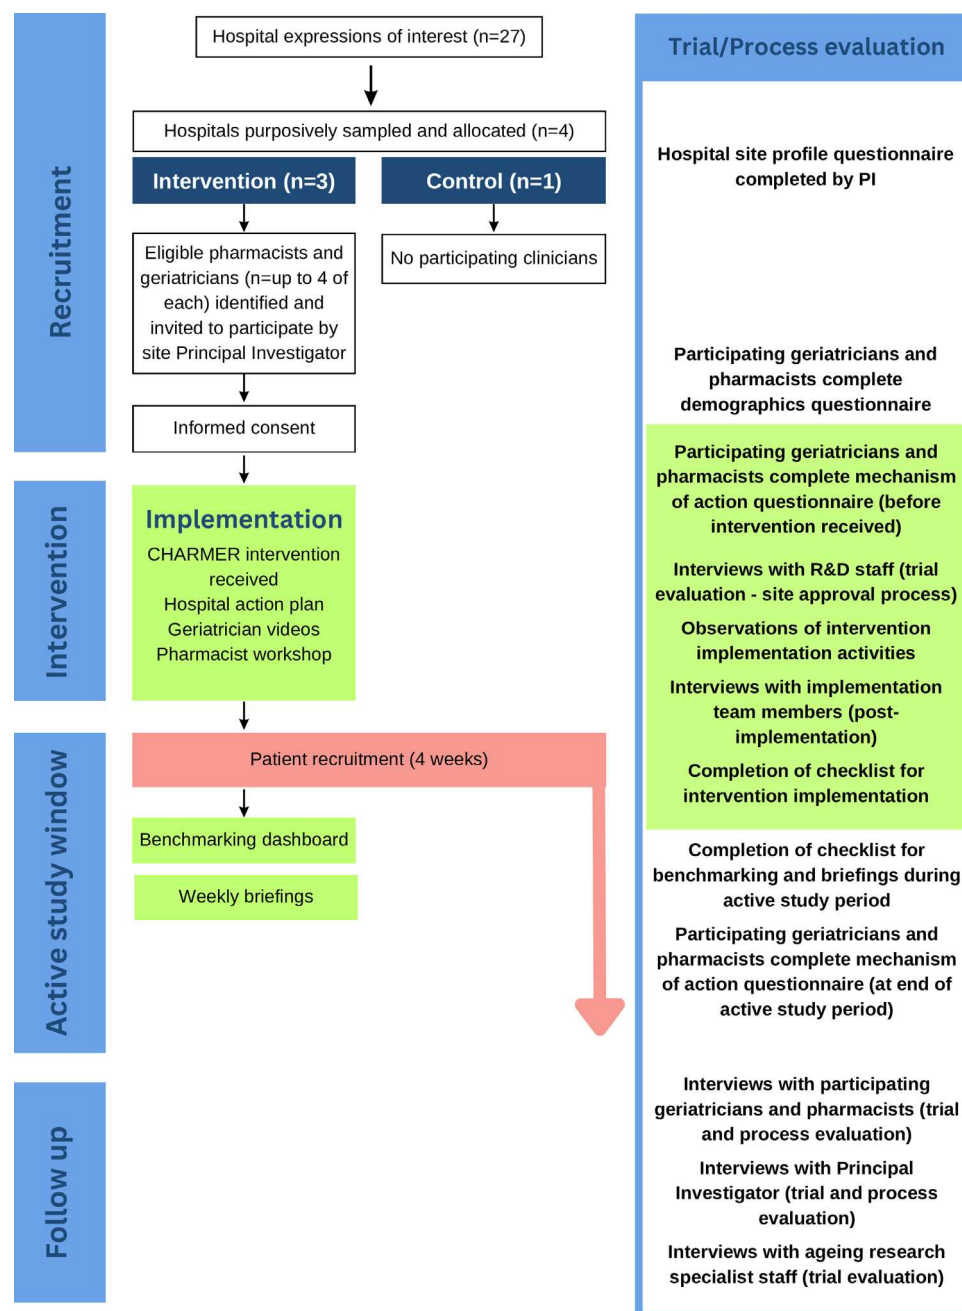 Hospital expressions of interest (n=27)
Hospitals purposively sampled and allocated (n=4)
Intervention (n=3)
Control (n=1)
Eligible pharmacists and
geriatricians (n=up to 4 of
each) identified and
invited to participate by
site Principal Investigator
No participating clinicians
Informed consent
Recruitment
Implementation
CHARMER intervention
received
Hospital action plan
Geriatrician videos
Pharmacist workshop
Intervention
Patient recruitment (4 weeks)
Benchmarking dashboard
Weekly briefings
Active study window
Follow up
Trial/Process evaluation
Hospital site profile questionnaire
completed by PI
Participating geriatricians and
pharmacists complete
demographics questionnaire
Participating geriatricians and
pharmacists complete mechanism
of action questionnaire (before
intervention received)
Interviews with R&D staff (trial
evaluation - site approval process)
Observations of intervention
implementation activities
Interviews with implementation
team members (post-
implementation)
Completion of checklist for
intervention implementation
Completion of checklist for
benchmarking and briefings during
active study period
Participating geriatricians and
pharmacists complete mechanism
of action questionnaire (at end of
active study period)
Interviews with participating
geriatricians and pharmacists (trial
and process evaluation)
Interviews with Principal
Investigator (trial and process
evaluation)
Interviews with ageing research
specialist staff (trial evaluation)